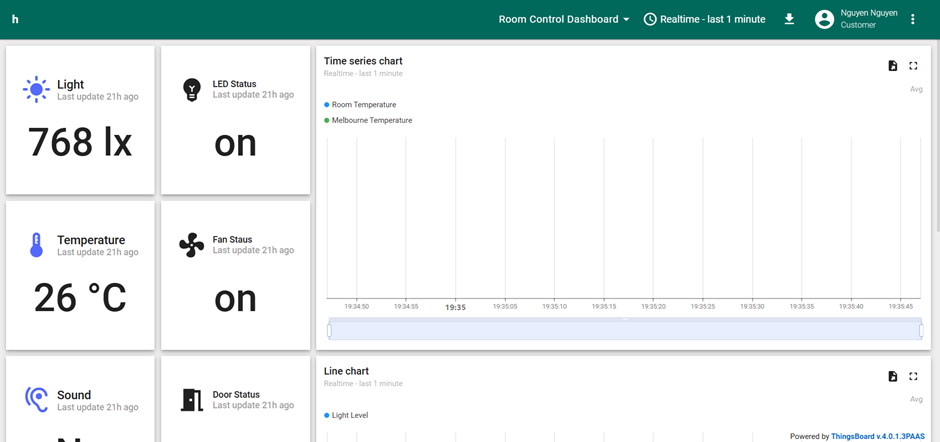 h
Room Control Dashboard
Realtime - last 1 minute
Nguyen Nguyen
Customer
Light
Last update 21h ago
768 lx
LED Status
Last update 21h ago
on
Time series chart
Realtime - last 1 minute
Avg
Room Temperature
Melbourne Temperature
19:34:50 19:34:55 19:35 19:35:05 19:35:10 19:35:15 19:35:20 19:35:25 19:35:30 19:35:35 19:35:40 19:35:45
Temperature
Last update 21h ago
26 °C
Fan Staus
Last update 21h ago
on
Sound
Last update 21h ago
Door Status
Last update 21h ago
Line chart
Realtime - last 1 minute
Avg
Light Level
Powered by ThingsBoard v.4.0.1.3PAAS